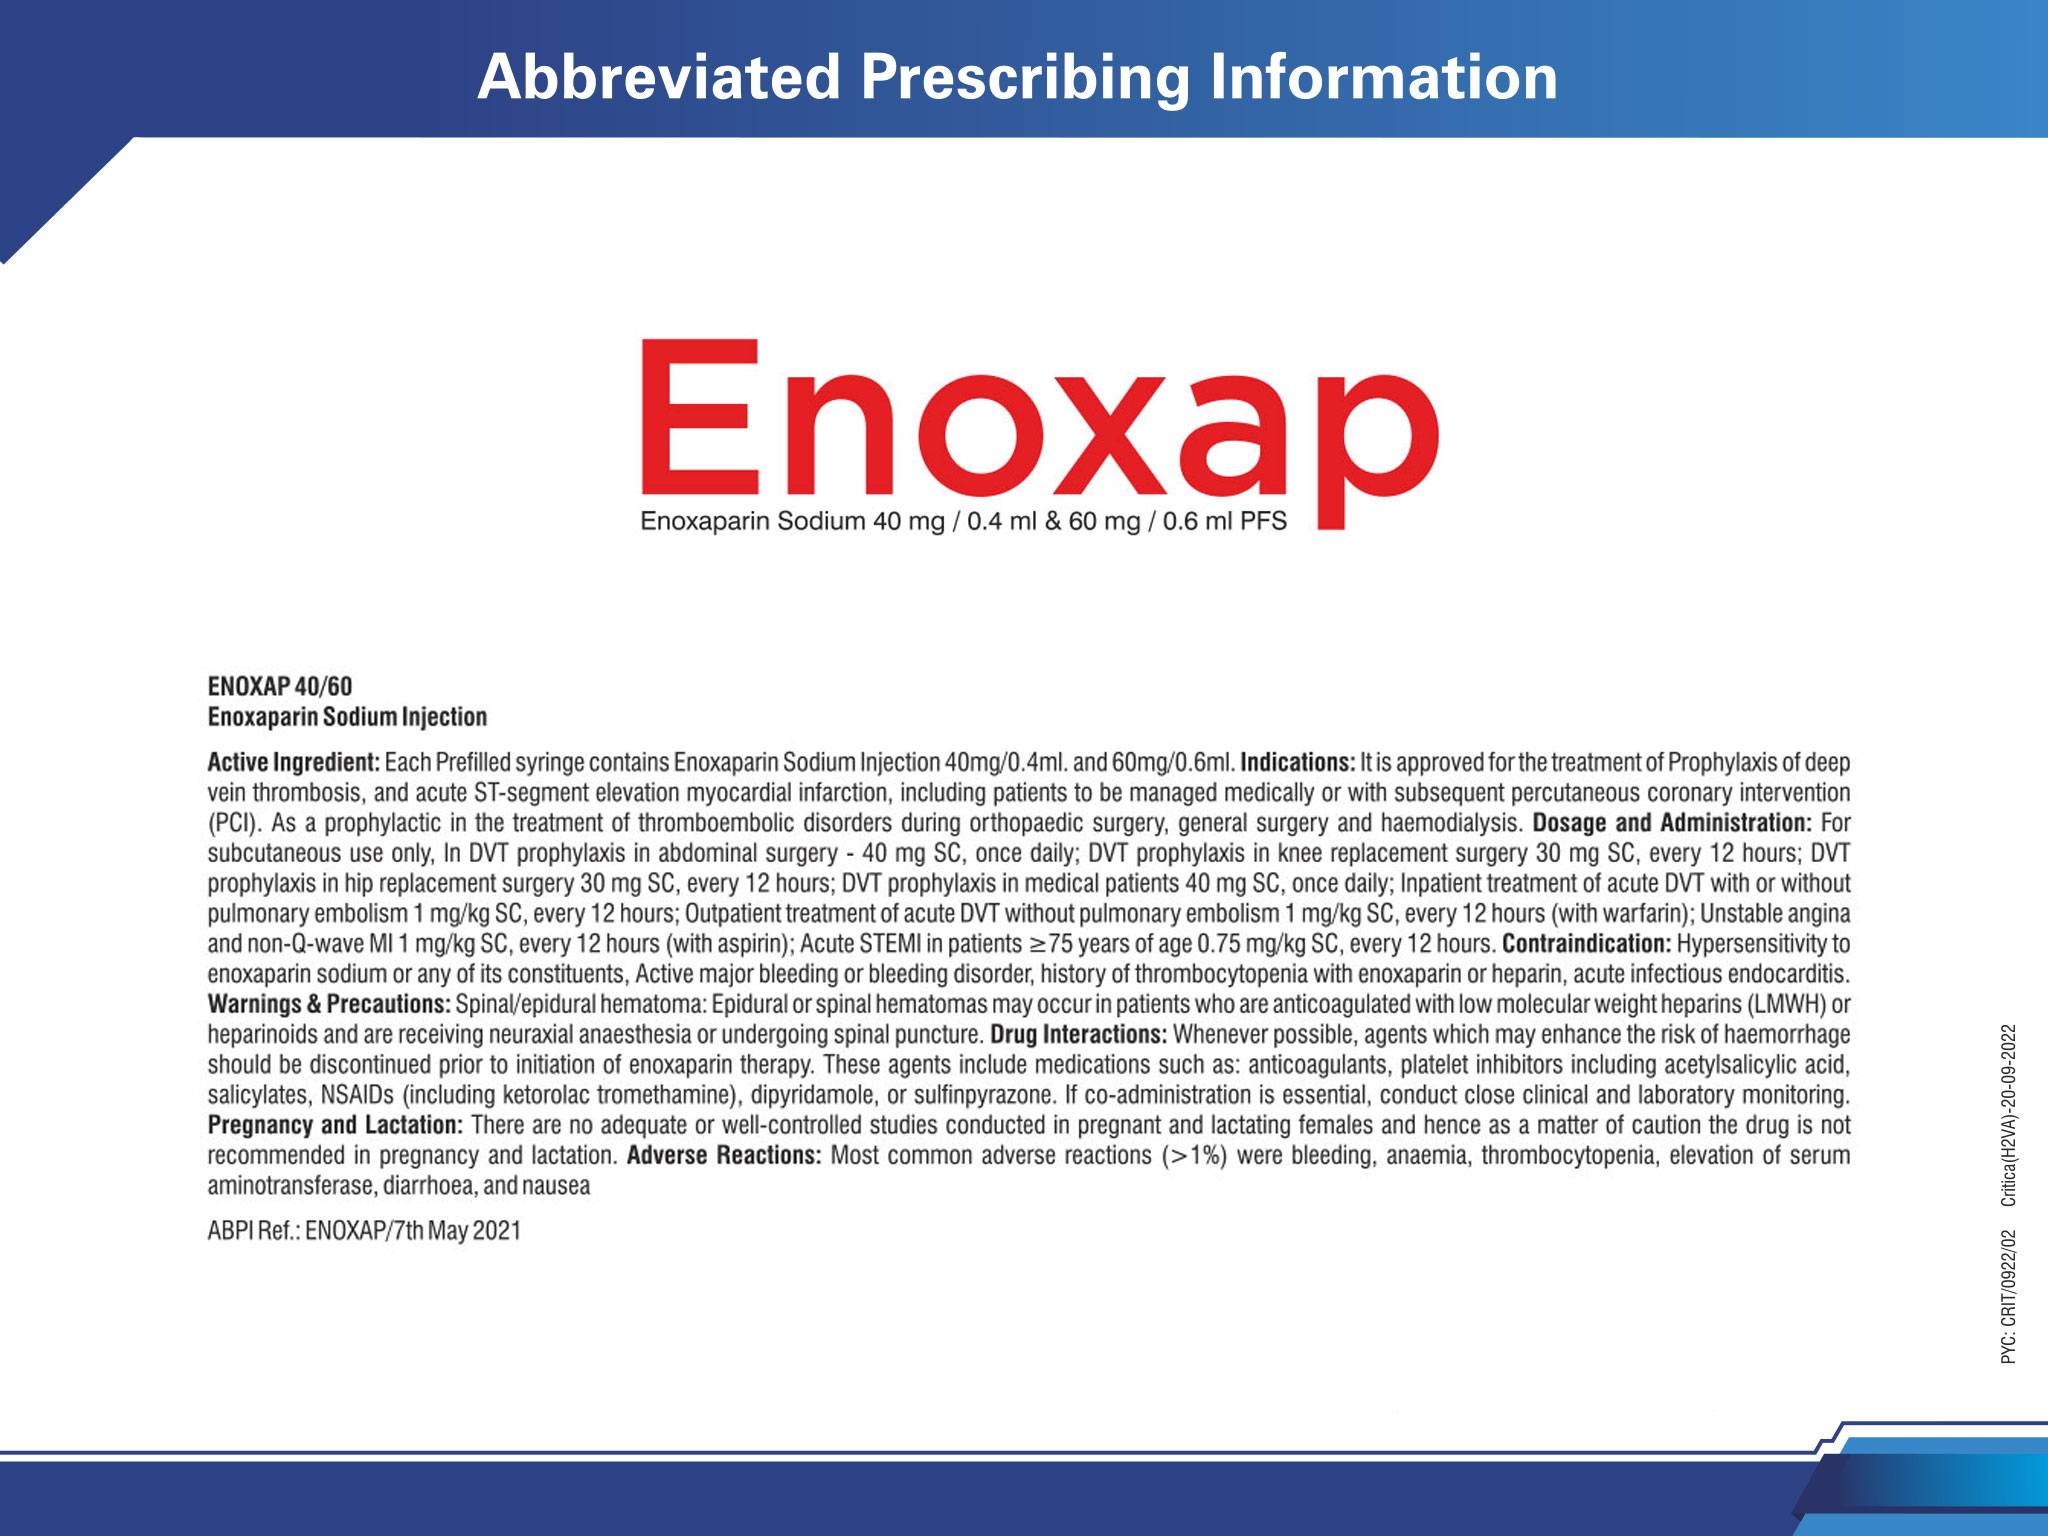 Abbreviated Prescribing Information
Enoxap
Enoxaparin Sodium 40 mg / 0.4 ml & 60 mg / 0.6 ml PFS
ENOXAP 40/60
Enoxaparin Sodium Injection
Active Ingredient: Each Prefilled syringe contains Enoxaparin Sodium Injection 40mg/0.4ml. and 60mg/0.6ml. Indications: It is approved for the treatment of Prophylaxis of deep
vein thrombosis, and acute ST-segment elevation myocardial infarction, including patients to be managed medically or with subsequent percutaneous coronary intervention
(PCI). As a prophylactic in the treatment of thromboembolic disorders during orthopaedic surgery, general surgery and haemodialysis. Dosage and Administration: For
subcutaneous use only, In DVT prophylaxis in abdominal surgery - 40 mg SC, once daily; DVT prophylaxis in knee replacement surgery 30 mg SC, every 12 hours; DVT
prophylaxis in hip replacement surgery 30 mg SC, every 12 hours; DVT prophylaxis in medical patients 40 mg SC, once daily; Inpatient treatment of acute DVT with or without
pulmonary embolism 1 mg/kg SC, every 12 hours; Outpatient treatment of acute DVT without pulmonary embolism 1 mg/kg SC, every 12 hours (with warfarin); Unstable angina
and non-Q-wave MI 1 mg/kg SC, every 12 hours (with aspirin); Acute STEMI in patients ≥75 years of age 0.75 mg/kg SC, every 12 hours. Contraindication: Hypersensitivity to
enoxaparin sodium or any of its constituents, Active major bleeding or bleeding disorder, history of thrombocytopenia with enoxaparin or heparin, acute infectious endocarditis.
Warnings & Precautions: Spinal/epidural hematoma: Epidural or spinal hematomas may occur in patients who are anticoagulated with low molecular weight heparins (LMWH) or
heparinoids and are receiving neuraxial anaesthesia or undergoing spinal puncture. Drug Interactions: Whenever possible, agents which may enhance the risk of haemorrhage
should be discontinued prior to initiation of enoxaparin therapy. These agents include medications such as: anticoagulants, platelet inhibitors including acetylsalicylic acid,
salicylates, NSAIDs (including ketorolac tromethamine), dipyridamole, or sulfinpyrazone. If co-administration is essential, conduct close clinical and laboratory monitoring.
Pregnancy and Lactation: There are no adequate or well-controlled studies conducted in pregnant and lactating females and hence as a matter of caution the drug is not
recommended in pregnancy and lactation. Adverse Reactions: Most common adverse reactions (>1%) were bleeding, anaemia, thrombocytopenia, elevation of serum
aminotransferase, diarrhoea, and nausea
ABPI Ref.: ENOXAP/7th May 2021
PYC: CRIT/0922/02 Critica(H2VA)-20-09-2022